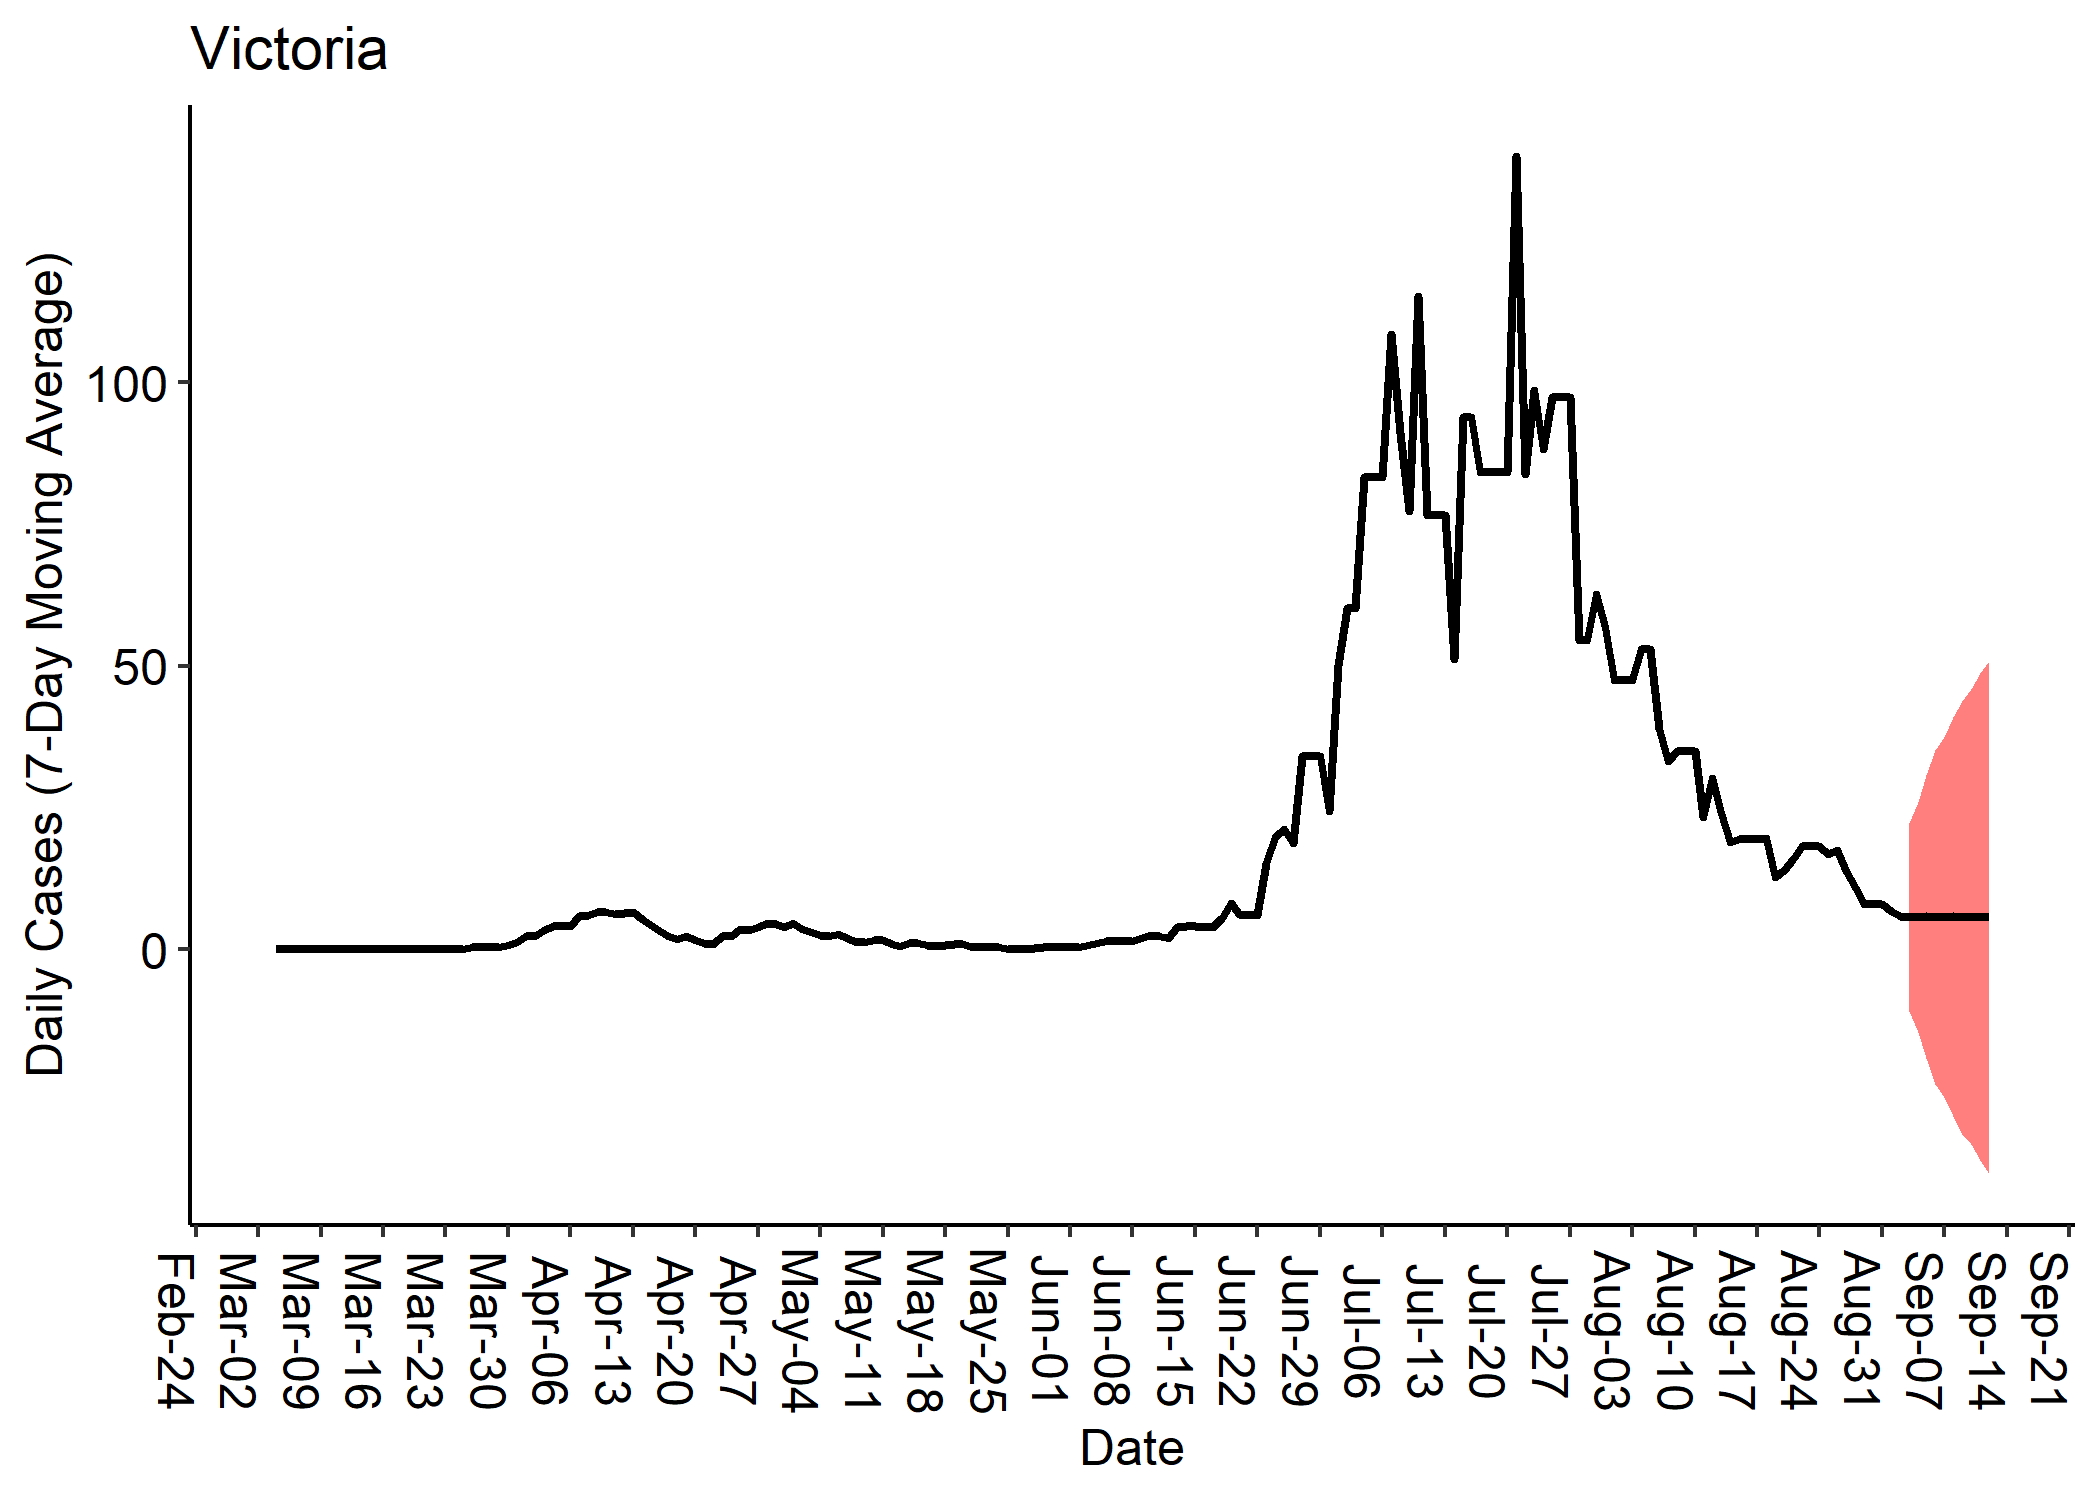 Victoria
Daily Cases (7-Day Moving Average)
100
50
0
Feb-24
Mar-02
Mar-09
Mar-16
Mar-23
Mar-30
Apr-06
Apr-13
Apr-20
Apr-27
May-04
May-11
May-18
May-25
Jun-01
Jun-08
Jun-15
Jun-22
Jun-29
Jul-06
Jul-13
Jul-20
Jul-27
Aug-03
Aug-10
Aug-17
Aug-24
Aug-31
Sep-07
Sep-14
Sep-21
Date